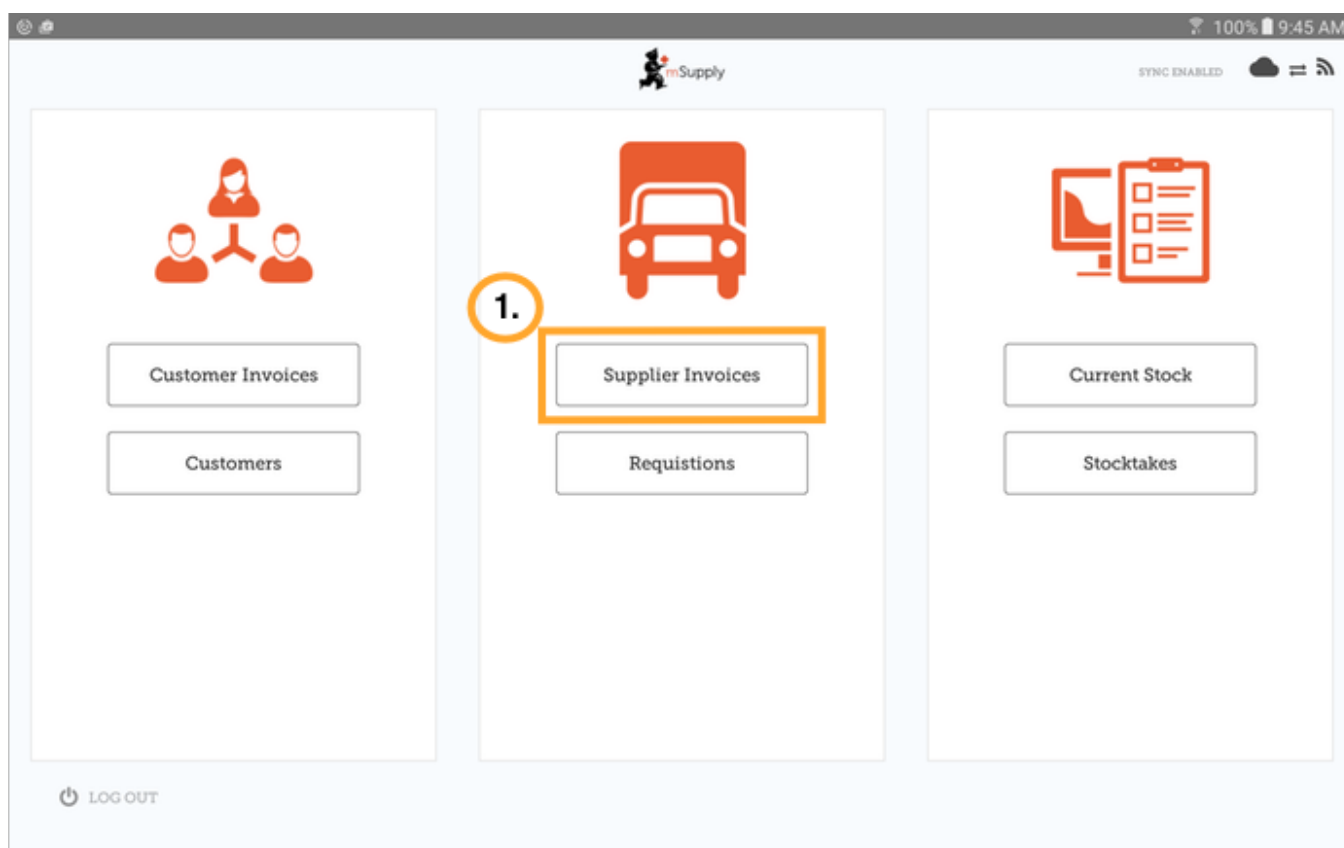 100% 9:45 AM
mSupply
SYNC ENABLED
1.
Customer Invoices
Supplier Invoices
Current Stock
Customers
Requistions
Stocktakes
LOG OUT